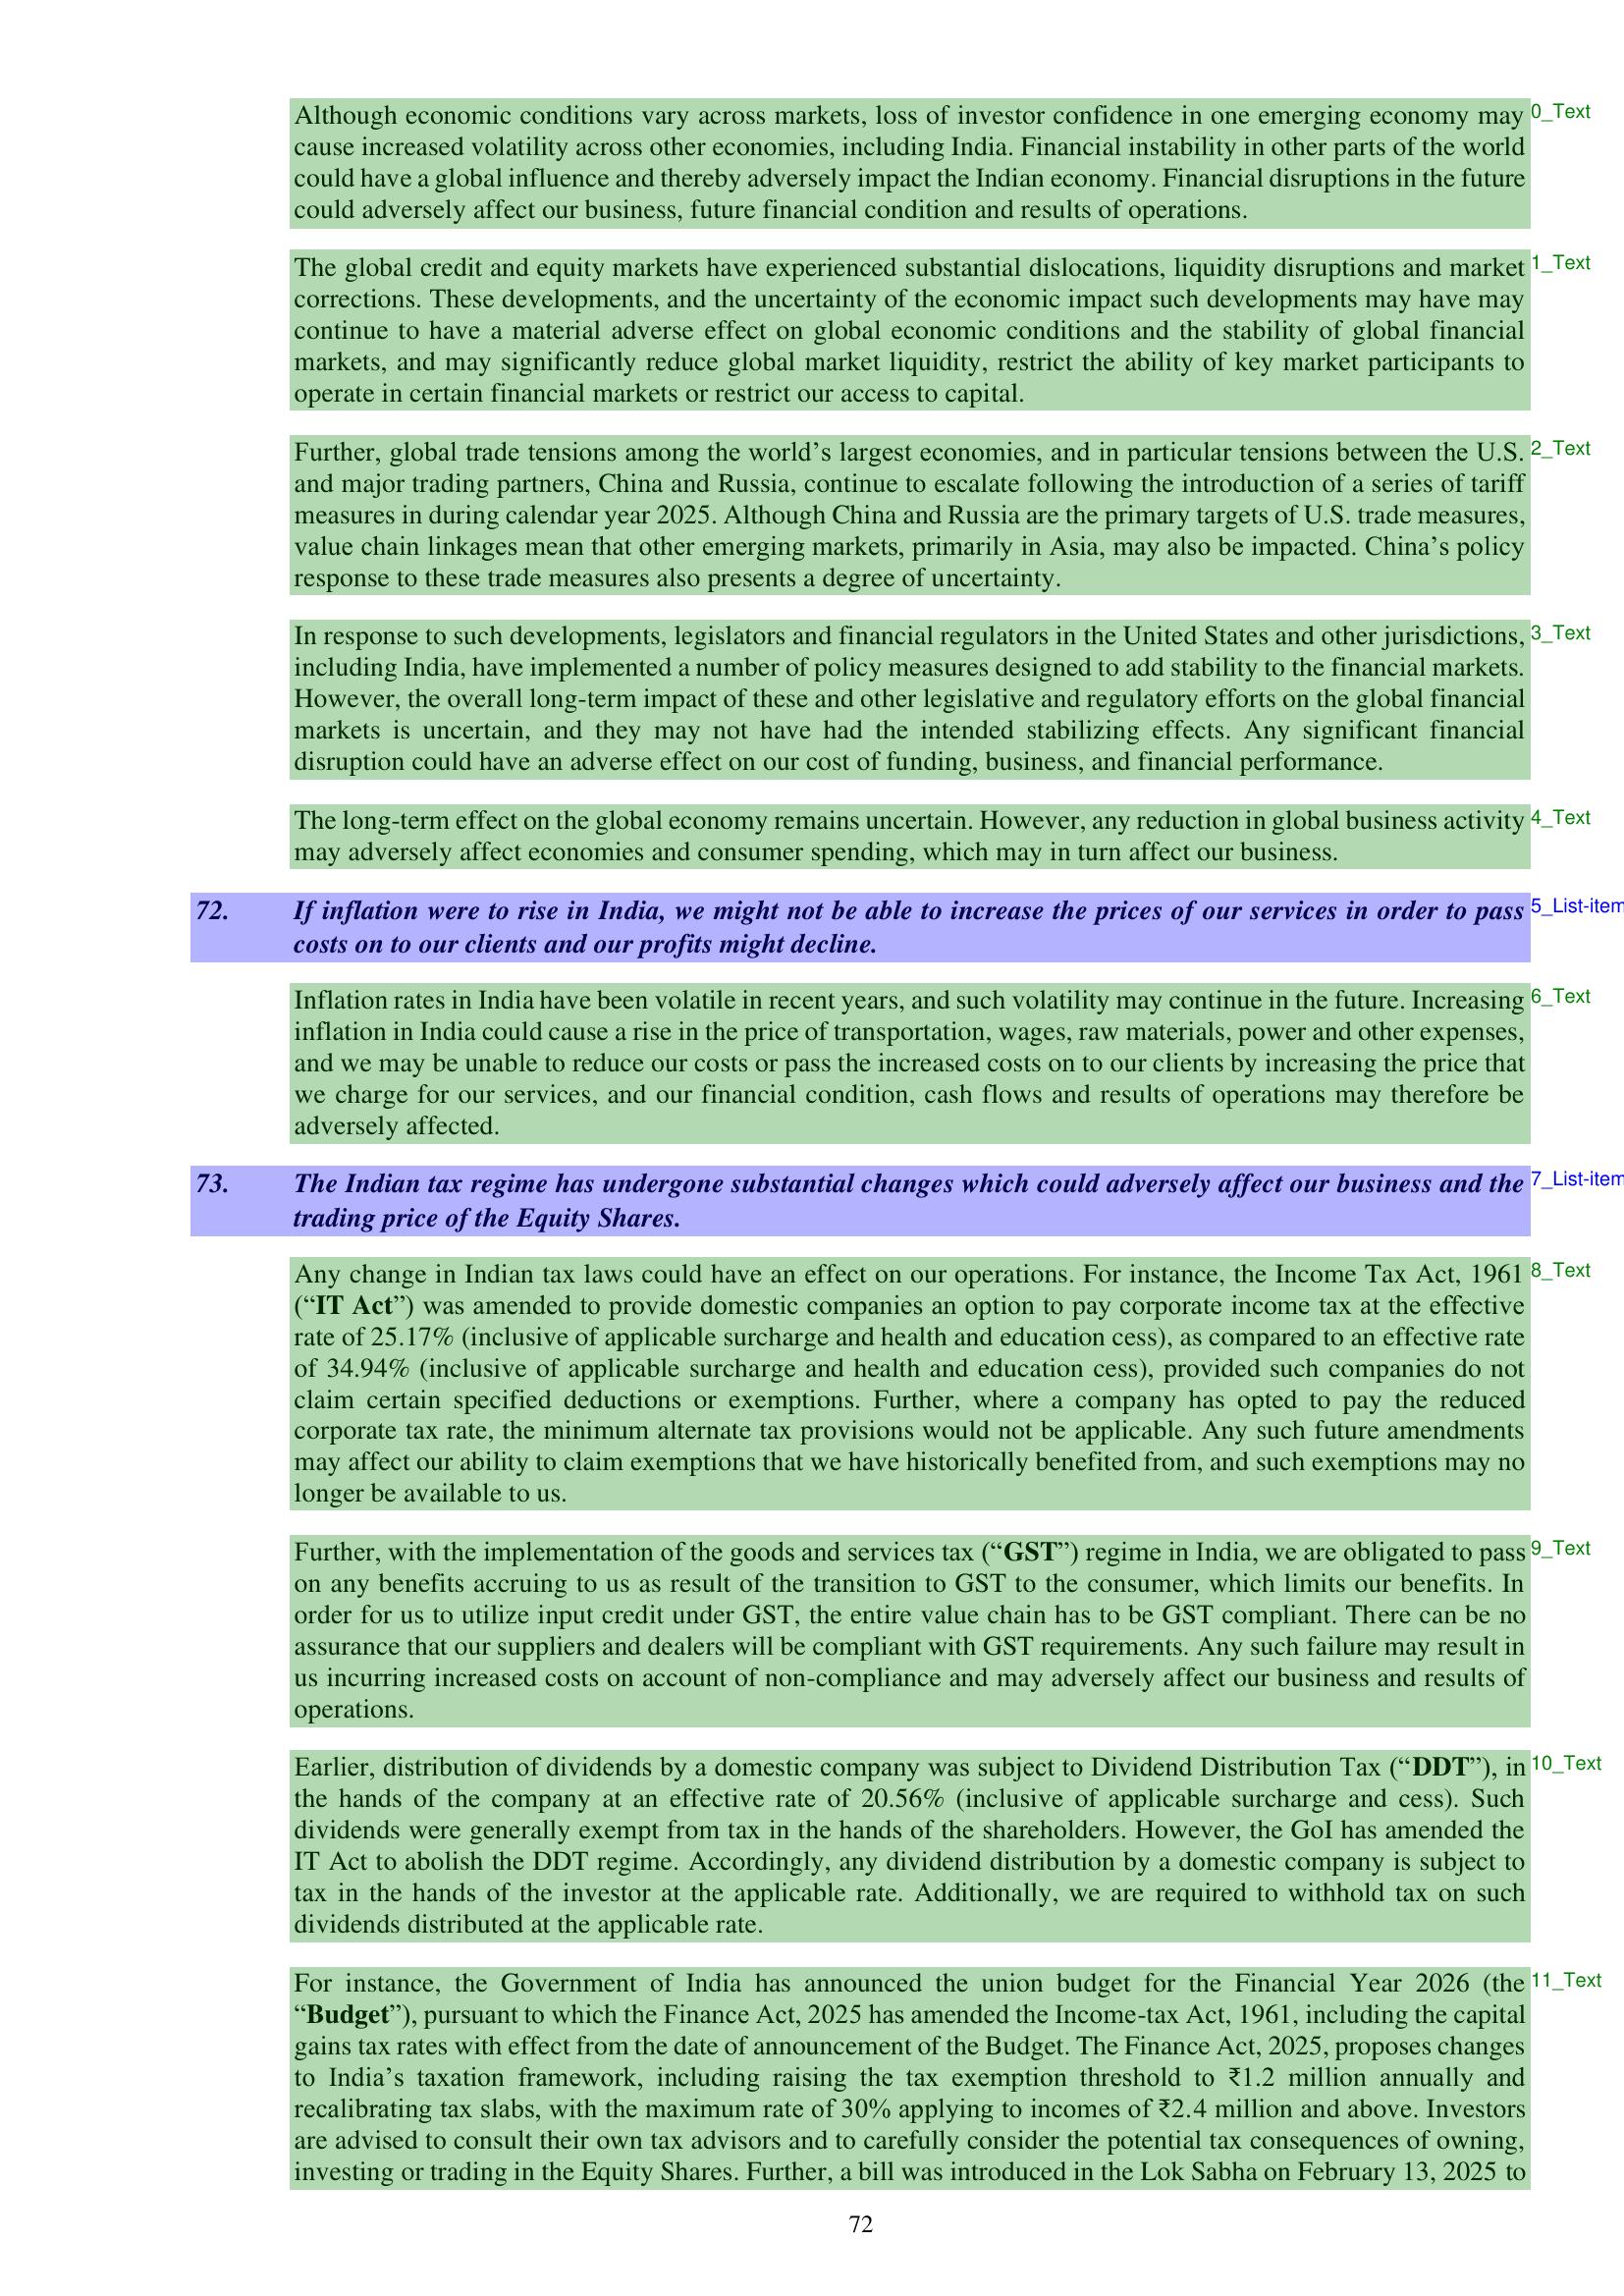 Although economic conditions vary across markets, loss of investor confidence in one emerging economy may
cause increased volatility across other economies, including India. Financial instability in other parts of the world
could have a global influence and thereby adversely impact the Indian economy. Financial disruptions in the future
could adversely affect our business, future financial condition and results of operations.
0_Text
The global credit and equity markets have experienced substantial dislocations, liquidity disruptions and market
corrections. These developments, and the uncertainty of the economic impact such developments may have may
continue to have a material adverse effect on global economic conditions and the stability of global financial
markets, and may significantly reduce global market liquidity, restrict the ability of key market participants to
operate in certain financial markets or restrict our access to capital.
1_Text
Further, global trade tensions among the world’s largest economies, and in particular tensions between the U.S.
and major trading partners, China and Russia, continue to escalate following the introduction of a series of tariff
measures in during calendar year 2025. Although China and Russia are the primary targets of U.S. trade measures,
value chain linkages mean that other emerging markets, primarily in Asia, may also be impacted. China’s policy
response to these trade measures also presents a degree of uncertainty.
2_Text
In response to such developments, legislators and financial regulators in the United States and other jurisdictions,
including India, have implemented a number of policy measures designed to add stability to the financial markets.
However, the overall long-term impact of these and other legislative and regulatory efforts on the global financial
markets is uncertain, and they may not have had the intended stabilizing effects. Any significant financial
disruption could have an adverse effect on our cost of funding, business, and financial performance.
3_Text
The long-term effect on the global economy remains uncertain. However, any reduction in global business activity
may adversely affect economies and consumer spending, which may in turn affect our business.
4_Text
72. If inflation were to rise in India, we might not be able to increase the prices of our services in order to pass
costs on to our clients and our profits might decline.
5_List-item
Inflation rates in India have been volatile in recent years, and such volatility may continue in the future. Increasing
inflation in India could cause a rise in the price of transportation, wages, raw materials, power and other expenses,
and we may be unable to reduce our costs or pass the increased costs on to our clients by increasing the price that
we charge for our services, and our financial condition, cash flows and results of operations may therefore be
adversely affected.
6_Text
73. The Indian tax regime has undergone substantial changes which could adversely affect our business and the
trading price of the Equity Shares.
7_List-item
Any change in Indian tax laws could have an effect on our operations. For instance, the Income Tax Act, 1961
(“IT Act”) was amended to provide domestic companies an option to pay corporate income tax at the effective
rate of 25.17% (inclusive of applicable surcharge and health and education cess), as compared to an effective rate
of 34.94% (inclusive of applicable surcharge and health and education cess), provided such companies do not
claim certain specified deductions or exemptions. Further, where a company has opted to pay the reduced
corporate tax rate, the minimum alternate tax provisions would not be applicable. Any such future amendments
may affect our ability to claim exemptions that we have historically benefited from, and such exemptions may no
longer be available to us.
8_Text
Further, with the implementation of the goods and services tax (“GST”) regime in India, we are obligated to pass
on any benefits accruing to us as result of the transition to GST to the consumer, which limits our benefits. In
order for us to utilize input credit under GST, the entire value chain has to be GST compliant. There can be no
assurance that our suppliers and dealers will be compliant with GST requirements. Any such failure may result in
us incurring increased costs on account of non-compliance and may adversely affect our business and results of
operations.
9_Text
Earlier, distribution of dividends by a domestic company was subject to Dividend Distribution Tax (“DDT”), in
the hands of the company at an effective rate of 20.56% (inclusive of applicable surcharge and cess). Such
dividends were generally exempt from tax in the hands of the shareholders. However, the GoI has amended the
IT Act to abolish the DDT regime. Accordingly, any dividend distribution by a domestic company is subject to
tax in the hands of the investor at the applicable rate. Additionally, we are required to withhold tax on such
dividends distributed at the applicable rate.
10_Text
For instance, the Government of India has announced the union budget for the Financial Year 2026 (the
“Budget”), pursuant to which the Finance Act, 2025 has amended the Income-tax Act, 1961, including the capital
gains tax rates with effect from the date of announcement of the Budget. The Finance Act, 2025, proposes changes
to India’s taxation framework, including raising the tax exemption threshold to ₹1.2 million annually and
recalibrating tax slabs, with the maximum rate of 30% applying to incomes of ₹2.4 million and above. Investors
are advised to consult their own tax advisors and to carefully consider the potential tax consequences of owning,
investing or trading in the Equity Shares. Further, a bill was introduced in the Lok Sabha on February 13, 2025 to
11_Text
72